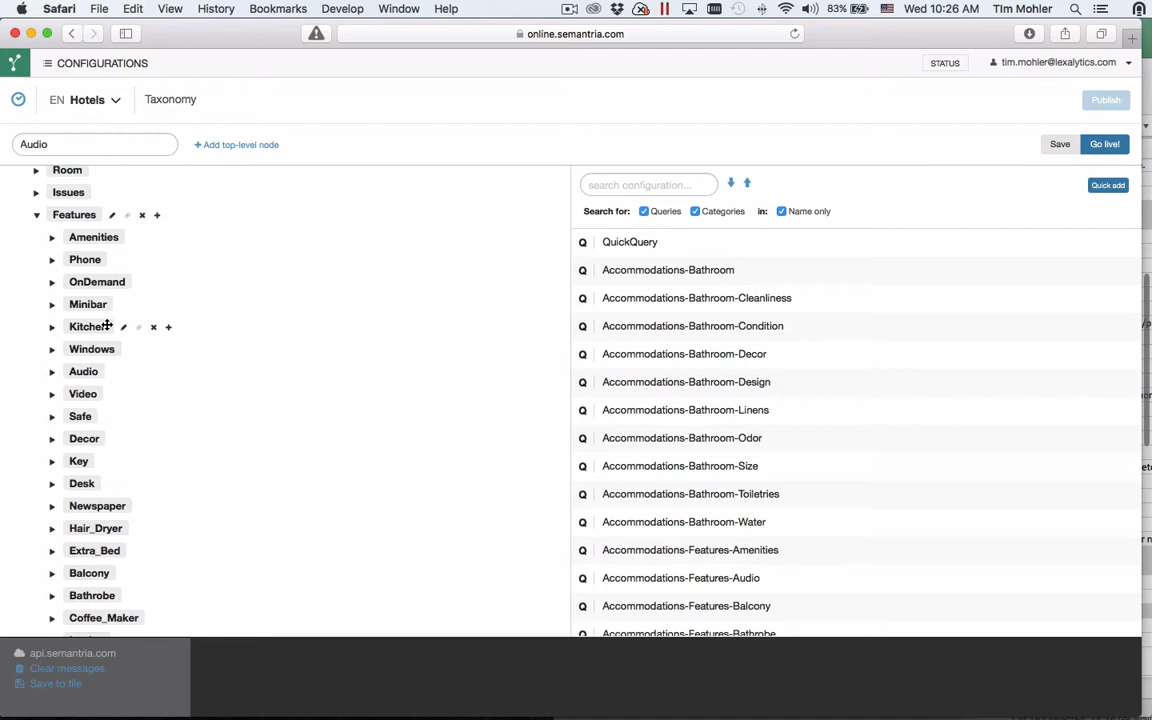 Safari File Edit View History Bookmarks Develop Window Help 83% Wed 10:26 AM Tim Mohler
online.semantria.com
CONFIGURATIONS STATUS tim.mohler@lexalytics.com
EN Hotels Taxonomy Publish
Audio + Add top-level node Save Go live!
Room
Issues
Features
Amenities
Phone
OnDemand
Minibar
Kitchen
Windows
Audio
Video
Safe
Decor
Key
Desk
Newspaper
Hair_Dryer
Extra_Bed
Balcony
Bathrobe
Coffee_Maker
search configuration... Quick add
Search for: Queries Categories in: Name only
Q QuickQuery
Q Accommodations-Bathroom
Q Accommodations-Bathroom-Cleanliness
Q Accommodations-Bathroom-Condition
Q Accommodations-Bathroom-Decor
Q Accommodations-Bathroom-Design
Q Accommodations-Bathroom-Linens
Q Accommodations-Bathroom-Odor
Q Accommodations-Bathroom-Size
Q Accommodations-Bathroom-Toiletries
Q Accommodations-Bathroom-Water
Q Accommodations-Features-Amenities
Q Accommodations-Features-Audio
Q Accommodations-Features-Balcony
Q Accommodations-Features-Bathrobe
api.semantria.com
Clear messages
Save to file